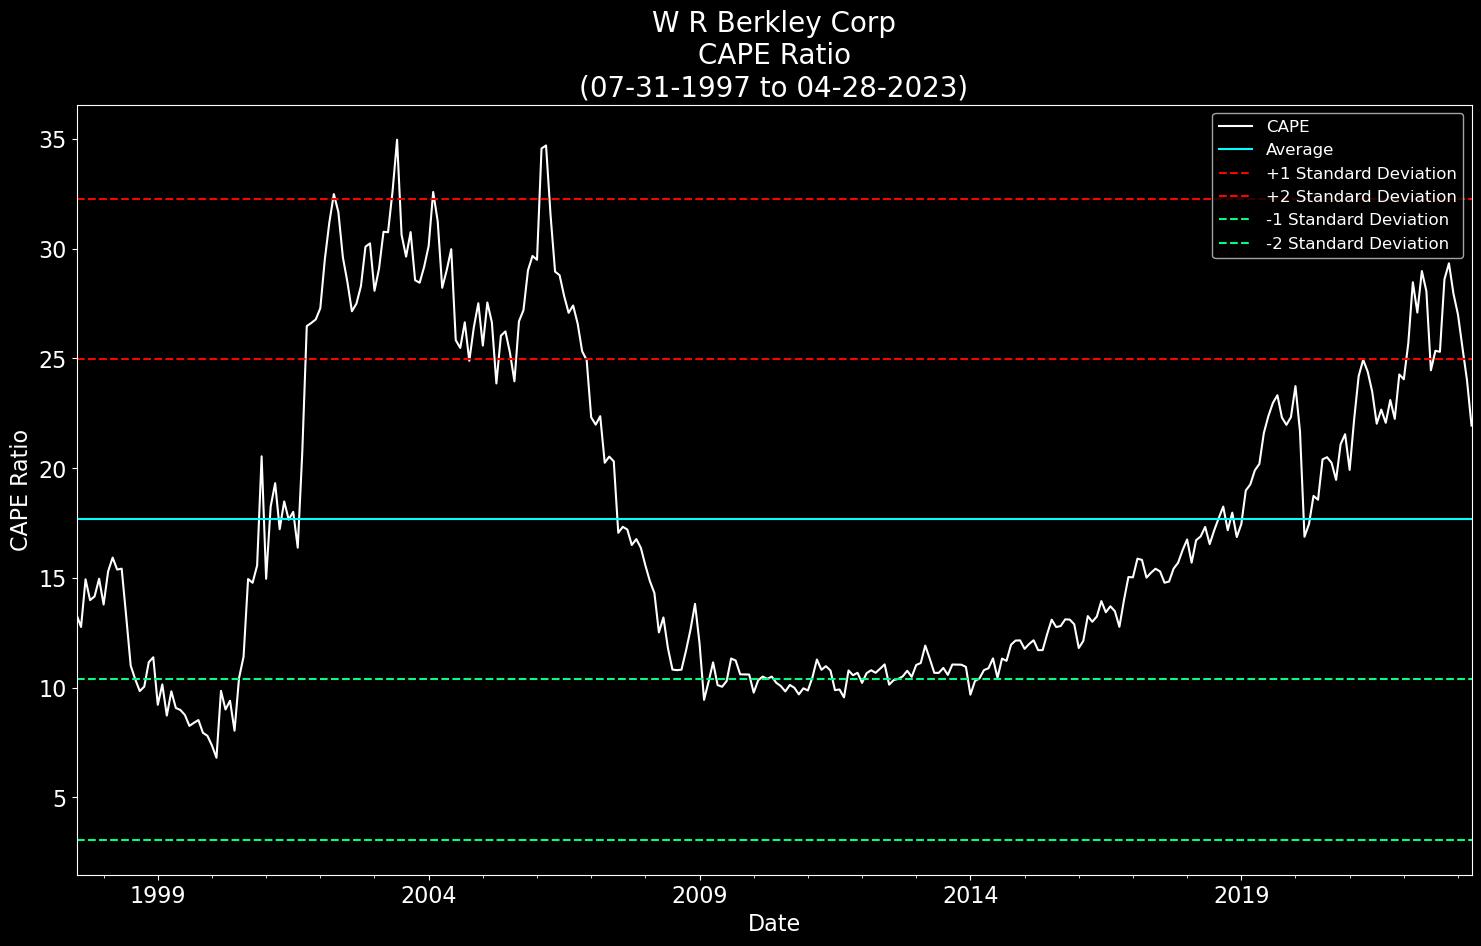 W R Berkley Corp
CAPE Ratio
(07-31-1997 to 04-28-2023)
CAPE
Average
+1 Standard Deviation
+2 Standard Deviation
-1 Standard Deviation
-2 Standard Deviation
35
30
25
20
15
10
5
CAPE Ratio
1999
2004
2009
2014
2019
Date